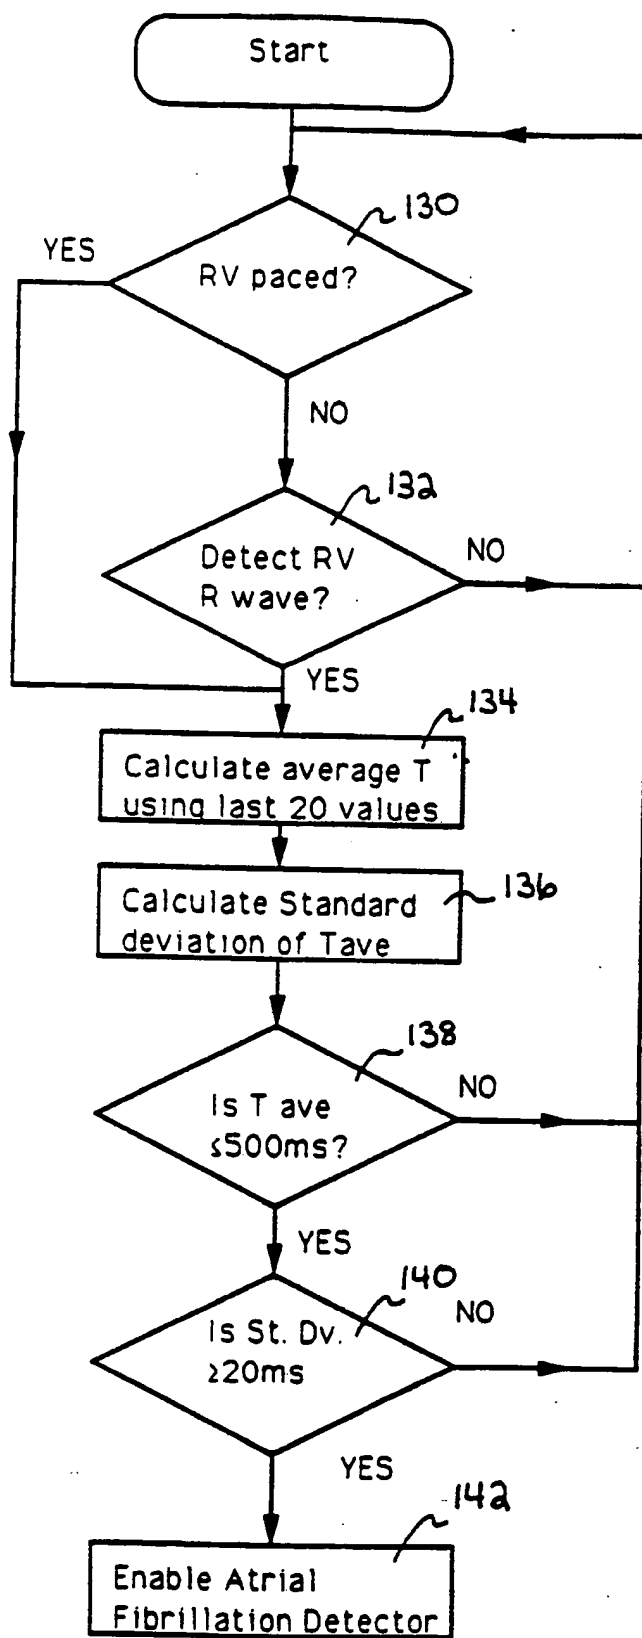 Start
130
YES
RV paced?
NO
132
Detect RV
R wave?
NO
YES
134
Calculate average T
using last 20 values
136
Calculate Standard
deviation of Tave
138
Is T ave
≤500ms?
NO
YES
140
Is St. Dv.
≥20ms
NO
YES
142
Enable Atrial
Fibrillation Detector